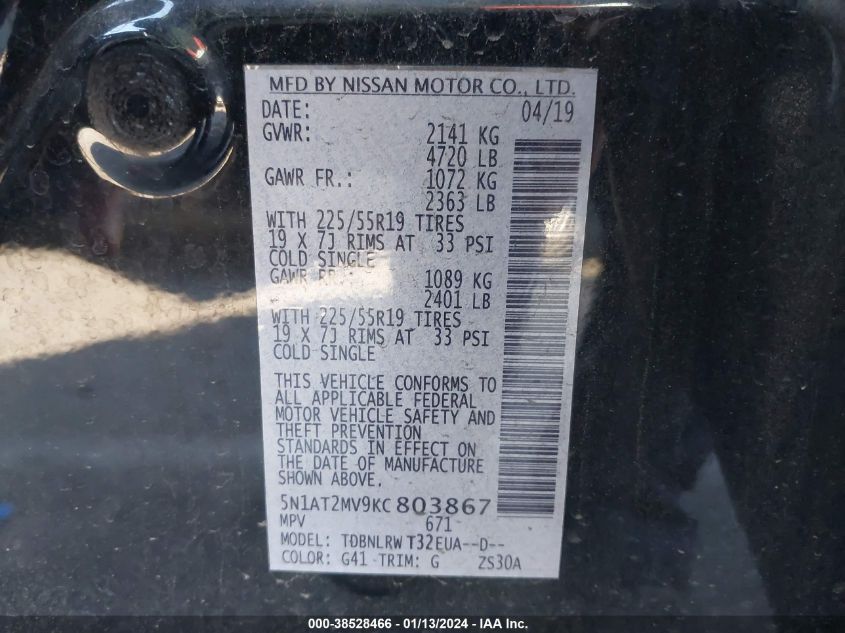 MFD BY NISSAN MOTOR CO., LTD.
DATE: 04/19
GVWR: 2141 KG
4720 LB
GAWR FR.: 1072 KG
2363 LB
WITH 225/55R19 TIRES
19 X 7J RIMS AT 33 PSI
COLD SINGLE
GAWR RR.: 1089 KG
2401 LB
WITH 225/55R19 TIRES
19 X 7J RIMS AT 33 PSI
COLD SINGLE
THIS VEHICLE CONFORMS TO
ALL APPLICABLE FEDERAL
MOTOR VEHICLE SAFETY AND
THEFT PREVENTION
STANDARDS IN EFFECT ON
THE DATE OF MANUFACTURE
SHOWN ABOVE.
5N1AT2MV9KC 803867
MPV 671
MODEL: TDBNLRW T32EUA--D--
COLOR: G41 TRIM: G ZS30A
000-38528466 - 01/13/2024 - IAA Inc.